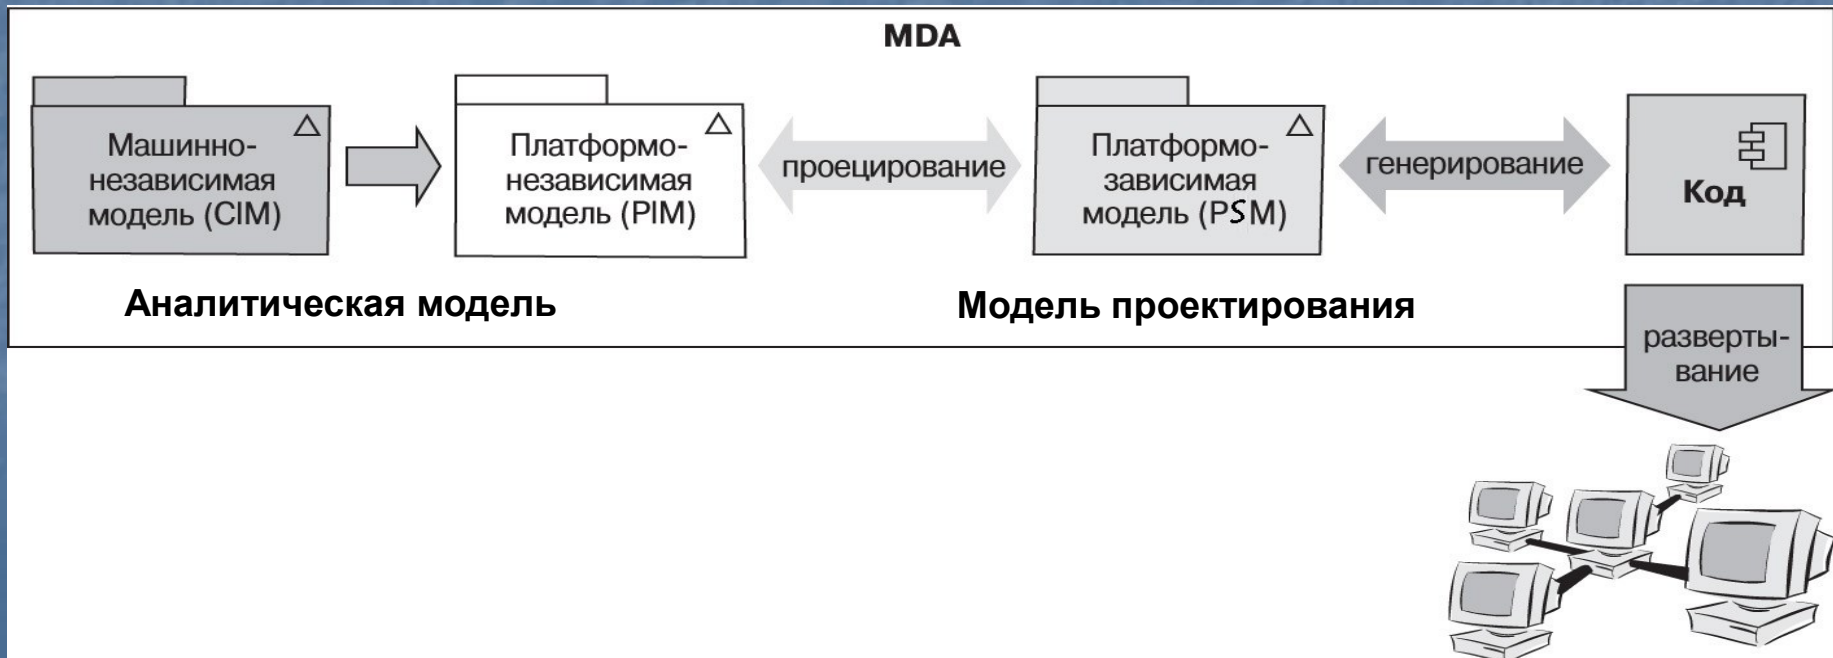 MDA
Машинно-
независимая
модель (CIM)
Платформо-
независимая
модель (PIM)
проецирование
Платформо-
зависимая
модель (PSM)
генерирование
Код
Аналитическая модель
Модель проектирования
разверты-
вание